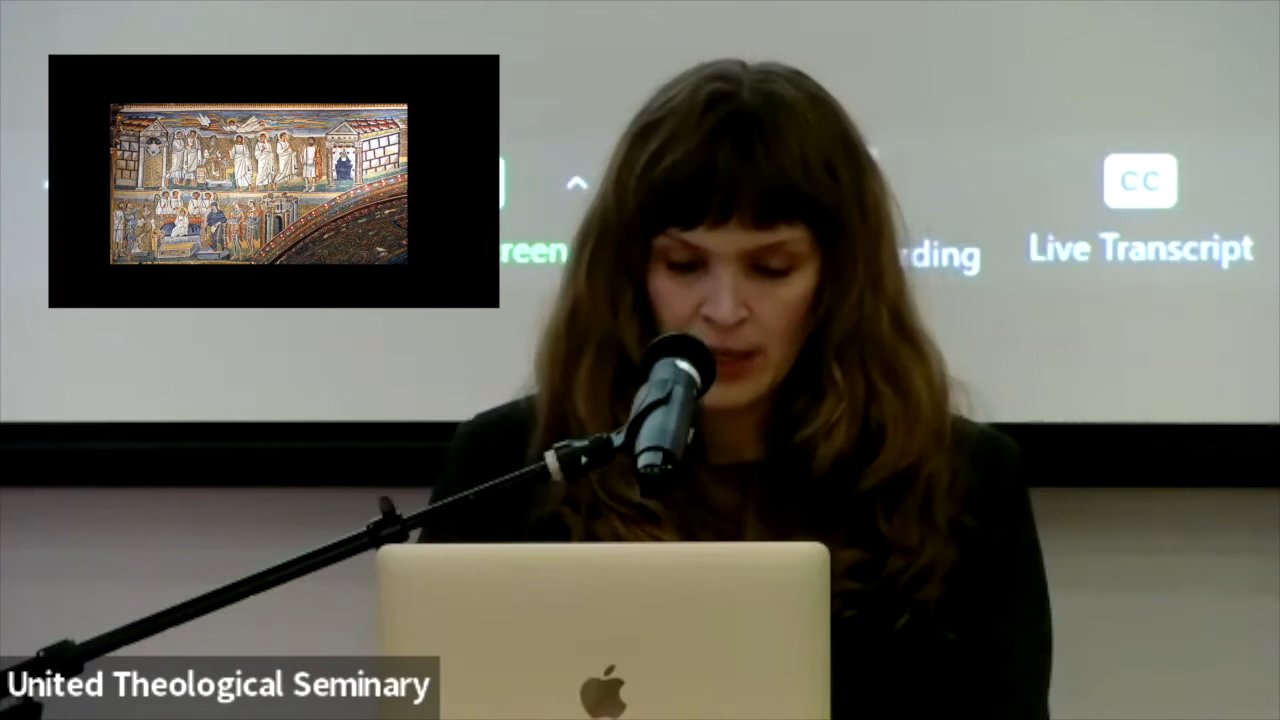 reen
rding
CC
Live Transcript
United Theological Seminary